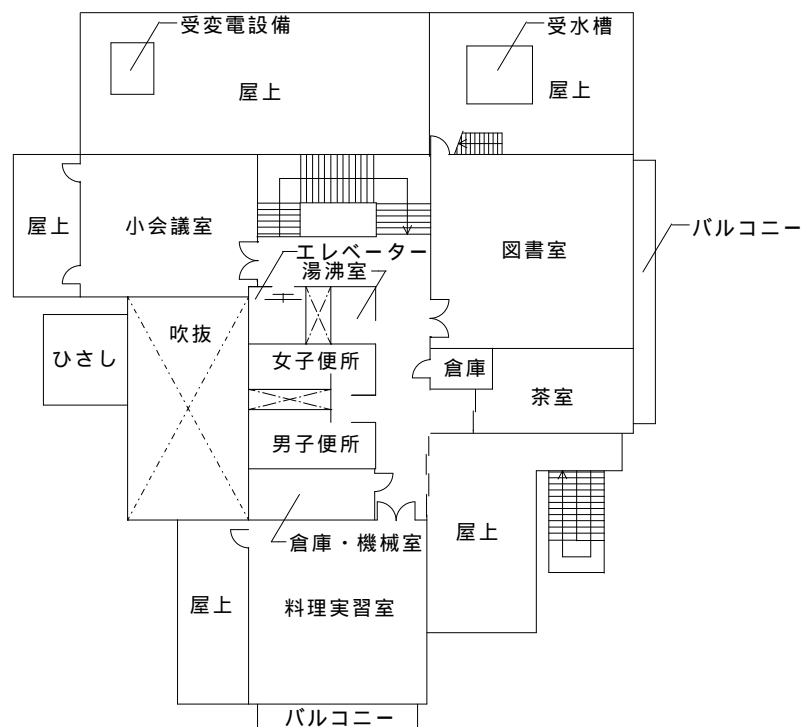 受変電設備
受水槽
屋上
屋上
屋上
小会議室
図書室
バルコニー
エレベーター
湯沸室
吹抜
ひさし
女子便所
倉庫
茶室
男子便所
倉庫・機械室
屋上
屋上
料理実習室
バルコニー